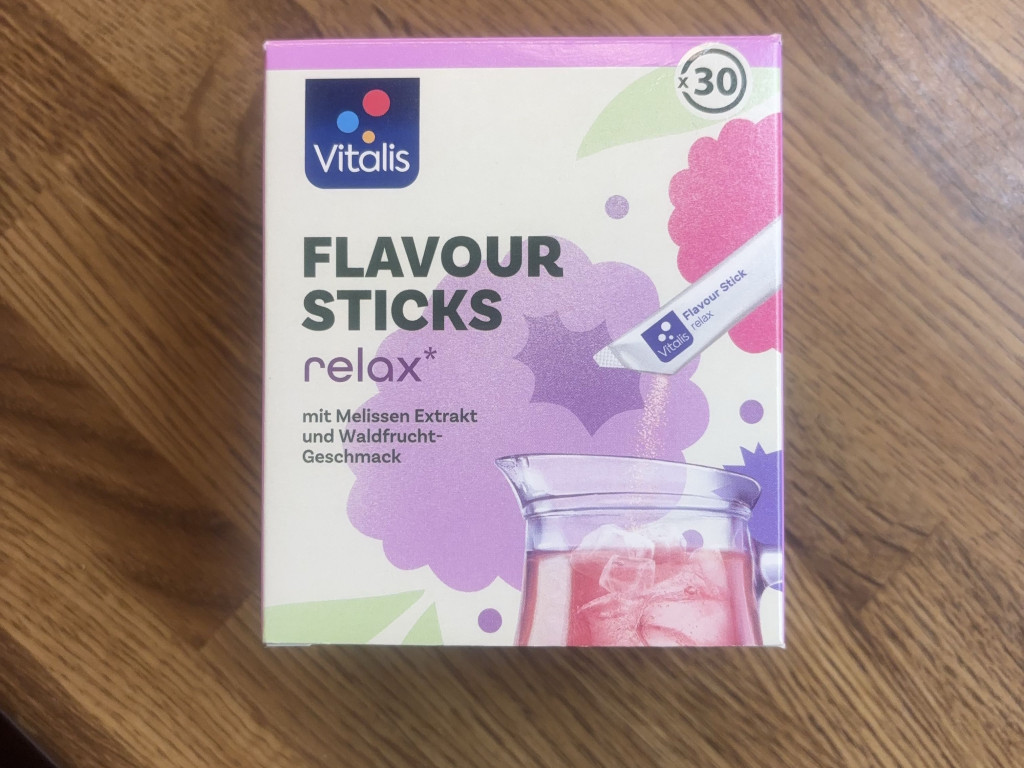 x30
Vitalis
FLAVOUR
STICKS
relax*
mit Melissen Extrakt
und Waldfrucht-
Geschmack
Vitalis
Flavour Stick
relax